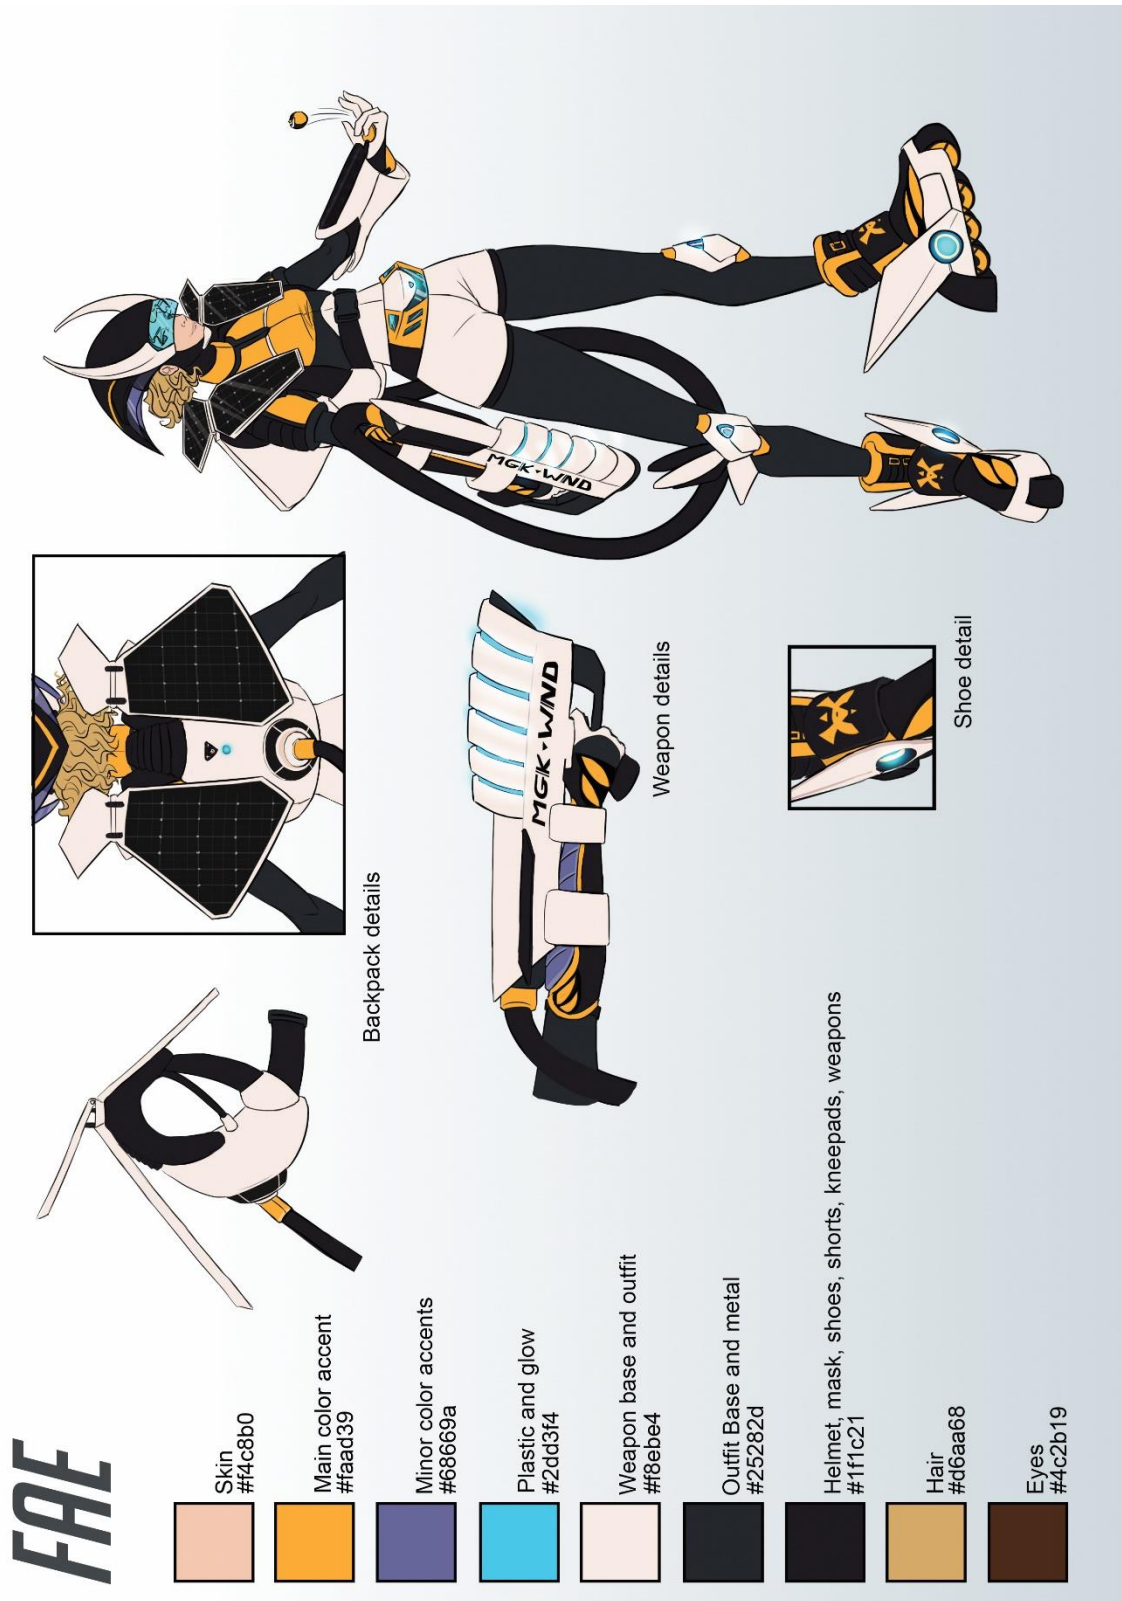 FAE
Skin
#f4c8b0
Main color accent
#faad39
Minor color accents
#68669a
Plastic and glow
#2dd3f4
Weapon base and outfit
#f8ebe4
Outfit Base and metal
#25282d
Helmet, mask, shoes, shorts, kneepads, weapons
#1f1c21
Hair
#d6aa68
Eyes
#4c2b19
Backpack details
MGK·WND
Weapon details
MGK·WND
Shoe detail